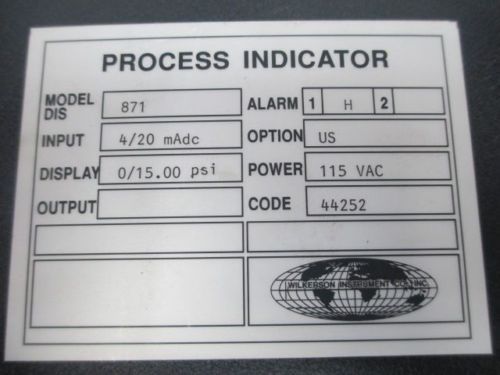 PROCESS INDICATOR
MODEL DIS 871
INPUT 4/20 mAdc
DISPLAY 0/15.00 psi
OUTPUT
ALARM 1 H 2
OPTION US
POWER 115 VAC
CODE 44252
WILKERSON INSTRUMENT CO., INC.